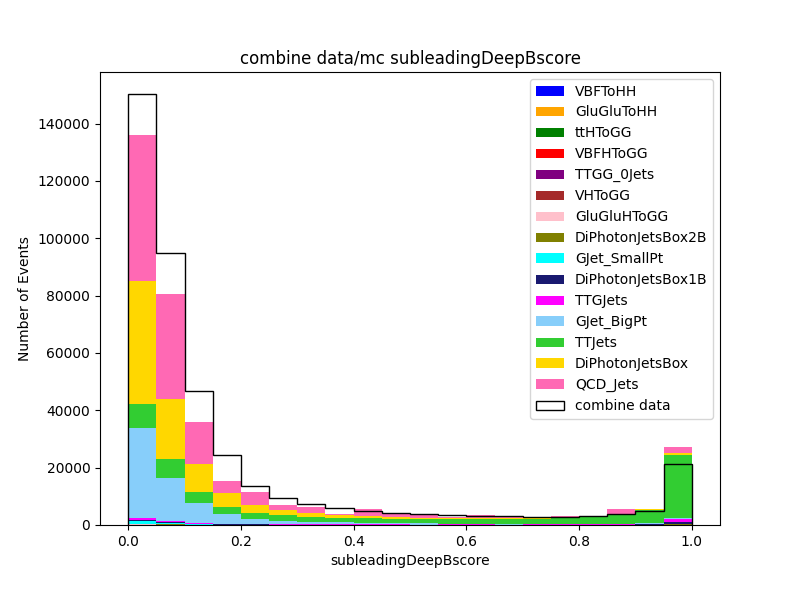 combine data/mc subleadingDeepBscore
Number of Events
140000
120000
100000
80000
60000
40000
20000
0
0.0
0.2
0.4
0.6
0.8
1.0
subleadingDeepBscore
VBFToHH
GluGluToHH
ttHToGG
VBFHToGG
TTGG_0Jets
VHToGG
GluGluHToGG
DiPhotonJetsBox2B
GJet_SmallPt
DiPhotonJetsBox1B
TTGJets
GJet_BigPt
TTJets
DiPhotonJetsBox
QCD_Jets
combine data